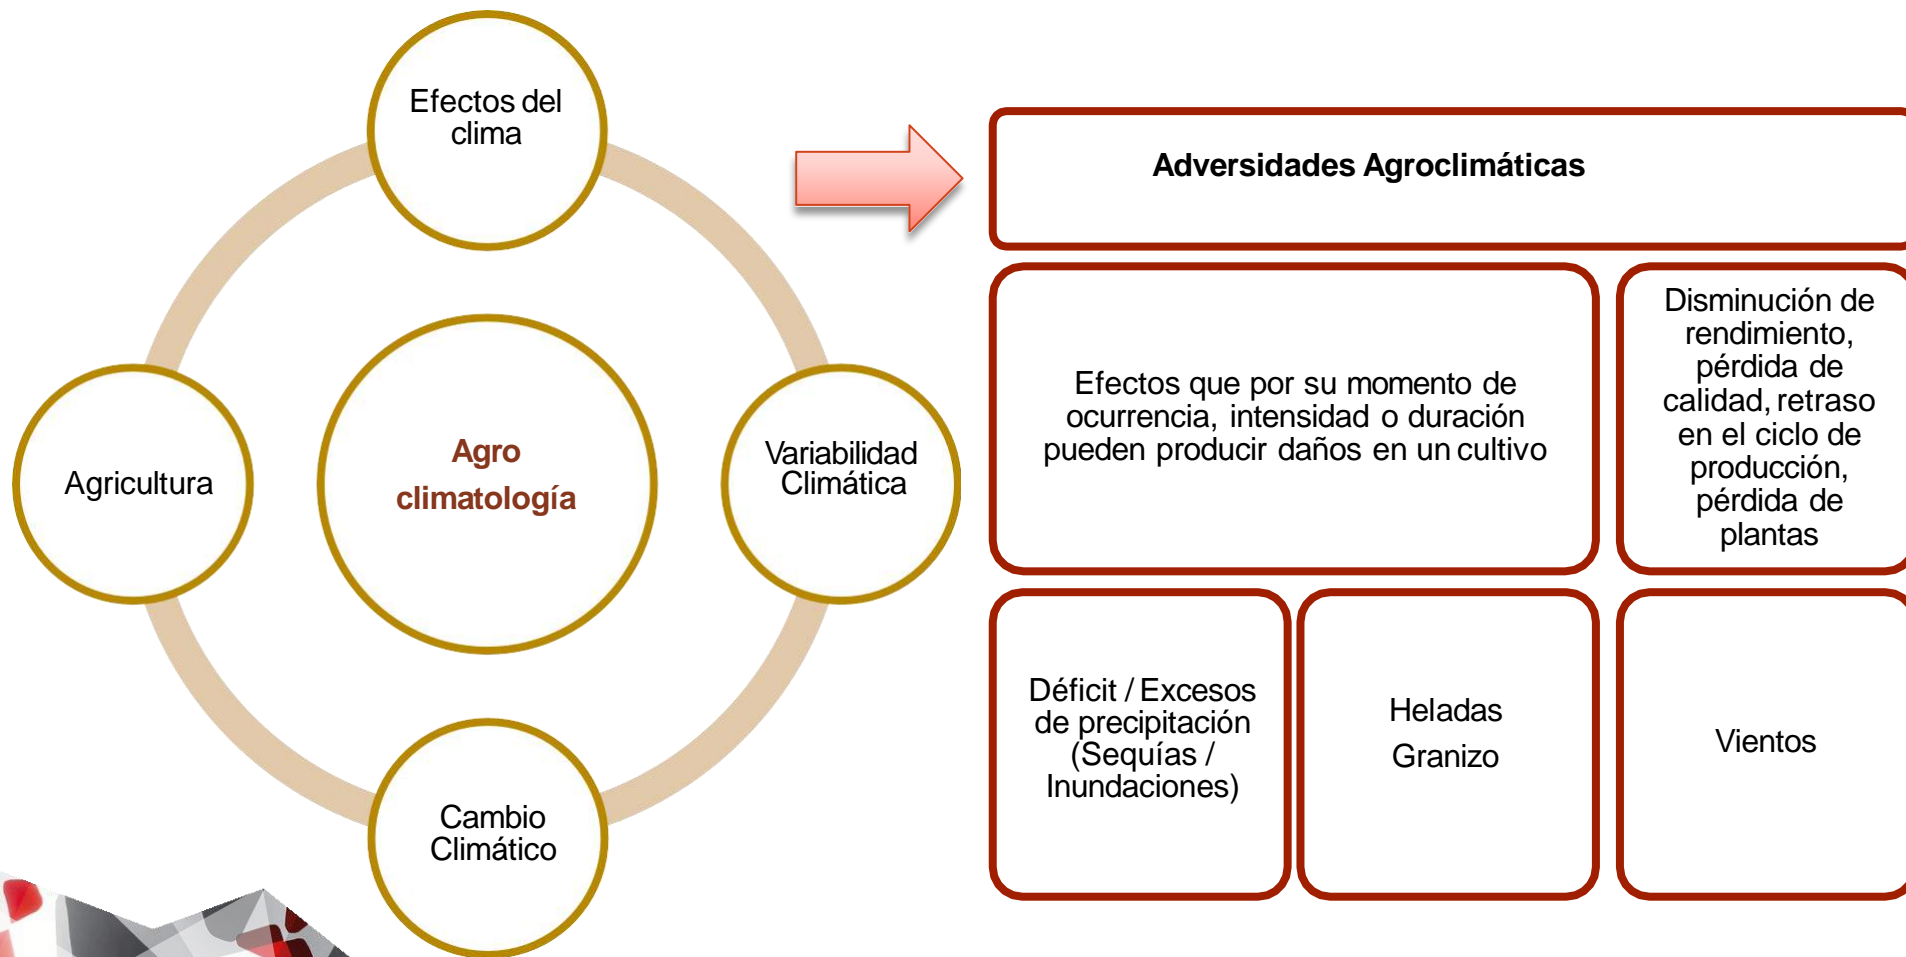 Efectos del
clima
Agricultura
Agro
climatología
Variabilidad
Climática
Cambio
Climático
Adversidades Agroclimáticas
Efectos que por su momento de
ocurrencia, intensidad o duración
pueden producir daños en un cultivo
Disminución de
rendimiento,
pérdida de
calidad, retraso
en el ciclo de
producción,
pérdida de
plantas
Déficit / Excesos
de precipitación
(Sequías /
Inundaciones)
Heladas
Granizo
Vientos